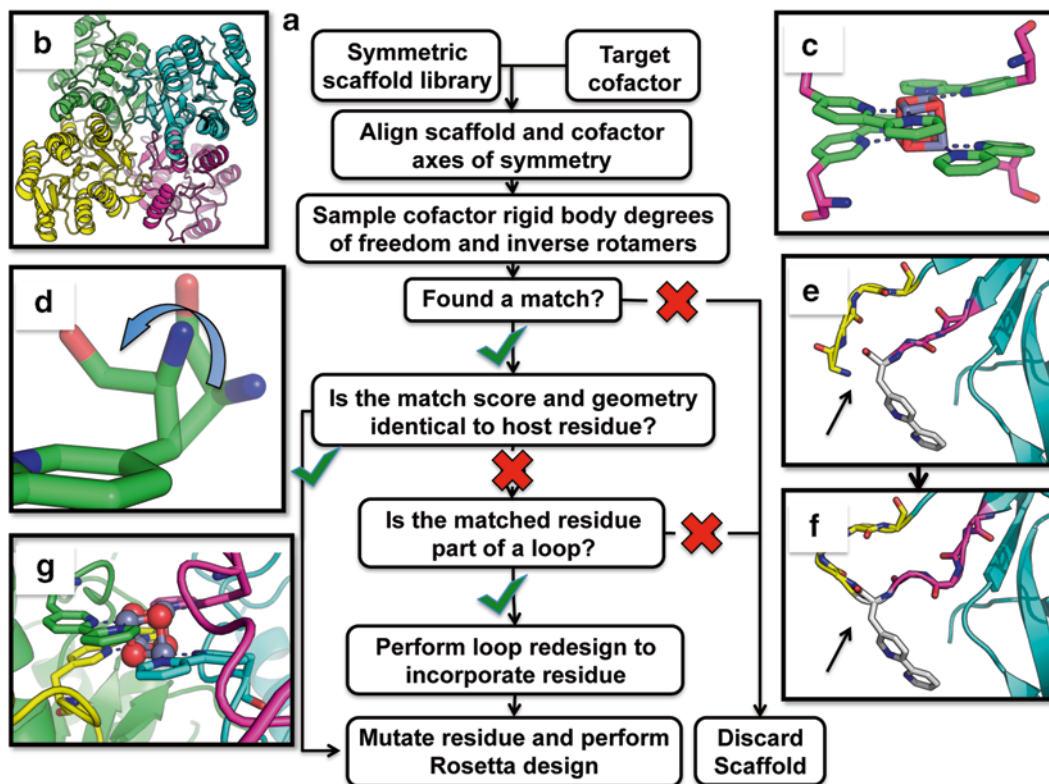 b
a
Symmetric
scaffold library
Target
cofactor
c
Align scaffold and cofactor
axes of symmetry
Sample cofactor rigid body degrees
of freedom and inverse rotamers
d
Found a match?
e
Is the match score and geometry
identical to host residue?
Is the matched residue
part of a loop?
f
g
Perform loop redesign to
incorporate residue
Mutate residue and perform
Rosetta design
Discard
Scaffold